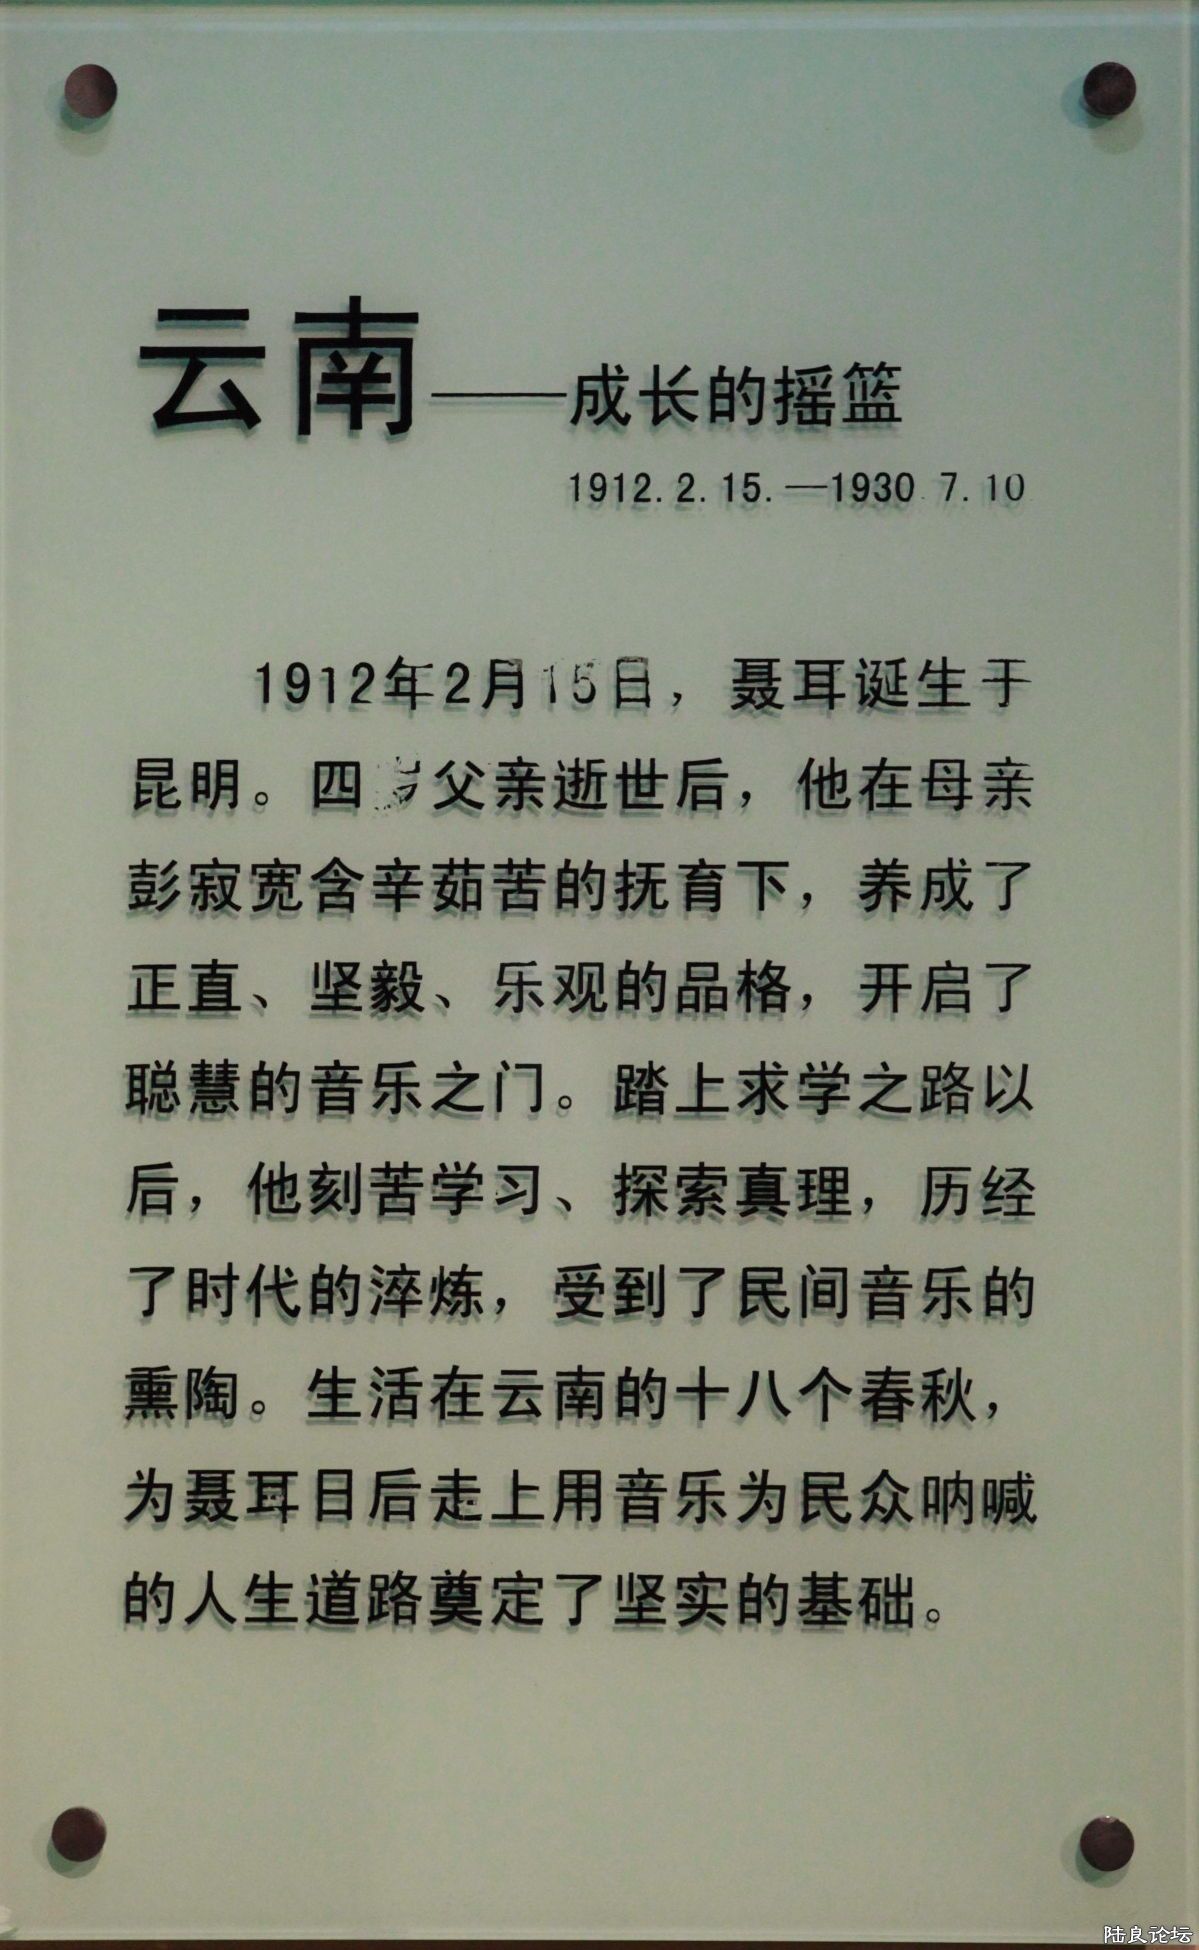 云南——成长的摇篮
1912.2.15.—1930.7.10
1912年2月15日，聂耳诞生于
昆明。四岁父亲逝世后，他在母亲
彭寂宽含辛茹苦的抚育下，养成了
正直、坚毅、乐观的品格，开启了
聪慧的音乐之门。踏上求学之路以
后，他刻苦学习、探索真理，历经
了时代的淬炼，受到了民间音乐的
熏陶。生活在云南的十八个春秋，
为聂耳日后走上用音乐为民众呐喊
的人生道路奠定了坚实的基础。
陆良论坛